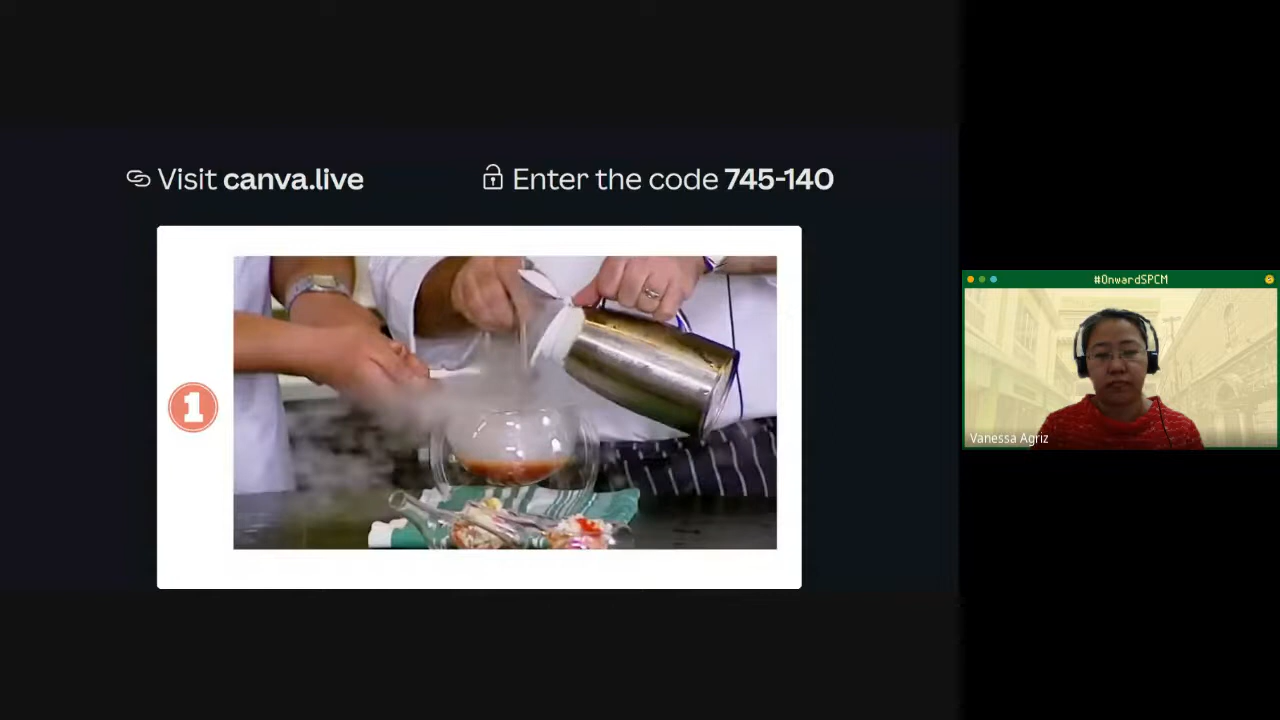 Visit canva.live
Enter the code 745-140
1
#OnwardSPCM
Vanessa Agriz